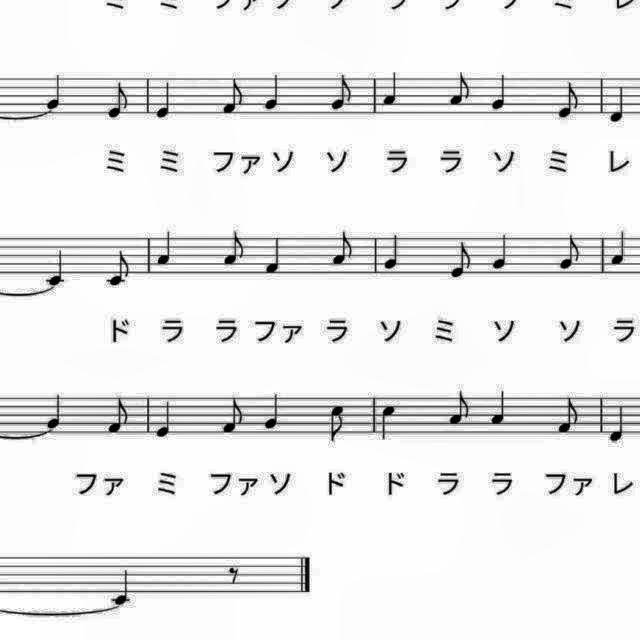 ミ ミ ファ ソ ソ ラ ラ ソ ミ レ
ド ラ ラ ファ ラ ソ ミ ソ ソ ラ
ファ ミ ファ ソ ド ド ラ ラ ファ レ